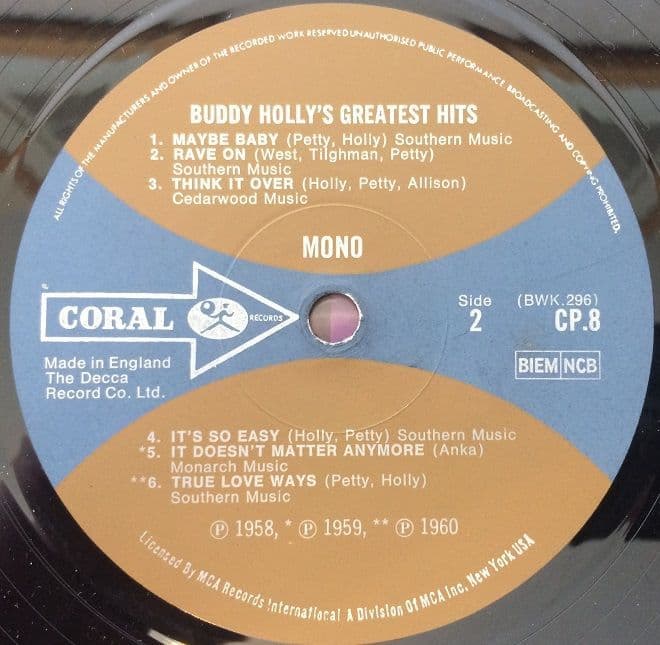 ALL RIGHTS OF THE MANUFACTURERS AND OWNER OF THE RECORDED WORK RESERVED UNAUTHORISED PUBLIC PERFORMANCE, BROADCASTING AND COPYING PROHIBITED.
BUDDY HOLLY'S GREATEST HITS
1. MAYBE BABY (Petty, Holly) Southern Music
2. RAVE ON (West, Tilghman, Petty)
Southern Music
3. THINK IT OVER (Holly, Petty, Allison)
Cedarwood Music
MONO
CORAL RECORDS
Made in England
The Decca
Record Co. Ltd.
Side (BWK.296)
2 CP.8
BIEM NCB
4. IT'S SO EASY (Holly, Petty) Southern Music
*5. IT DOESN'T MATTER ANYMORE (Anka)
Monarch Music
**6. TRUE LOVE WAYS (Petty, Holly)
Southern Music
℗ 1958, * ℗ 1959, ** ℗ 1960
Licensed By MCA Records International A Division Of MCA Inc, New York USA